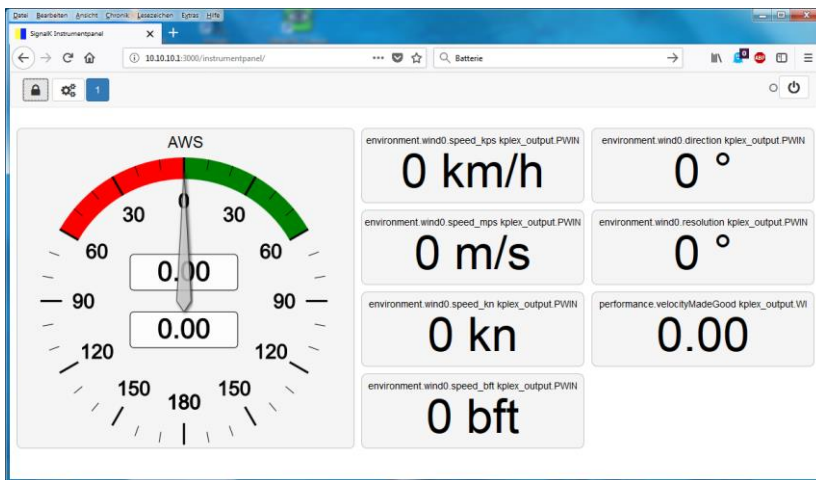 Datei Bearbeiten Ansicht Chronik Lesezeichen Extras Hilfe
SignalK Instrumentpanel
10.10.10.1:3000/instrumentpanel/
Batterie
0
ABP
1
AWS
0
30 30
60 60
0.00
90 90
0.00
120 120
150 150
180
environment.wind0.speed_kps kplex_output.PWIN
0 km/h
environment.wind0.direction kplex_output.PWIN
0 °
environment.wind0.speed_mps kplex_output.PWIN
0 m/s
environment.wind0.resolution kplex_output.PWIN
0 °
environment.wind0.speed_kn kplex_output.PWIN
0 kn
performance.velocityMadeGood kplex_output.WI
0.00
environment.wind0.speed_bft kplex_output.PWIN
0 bft